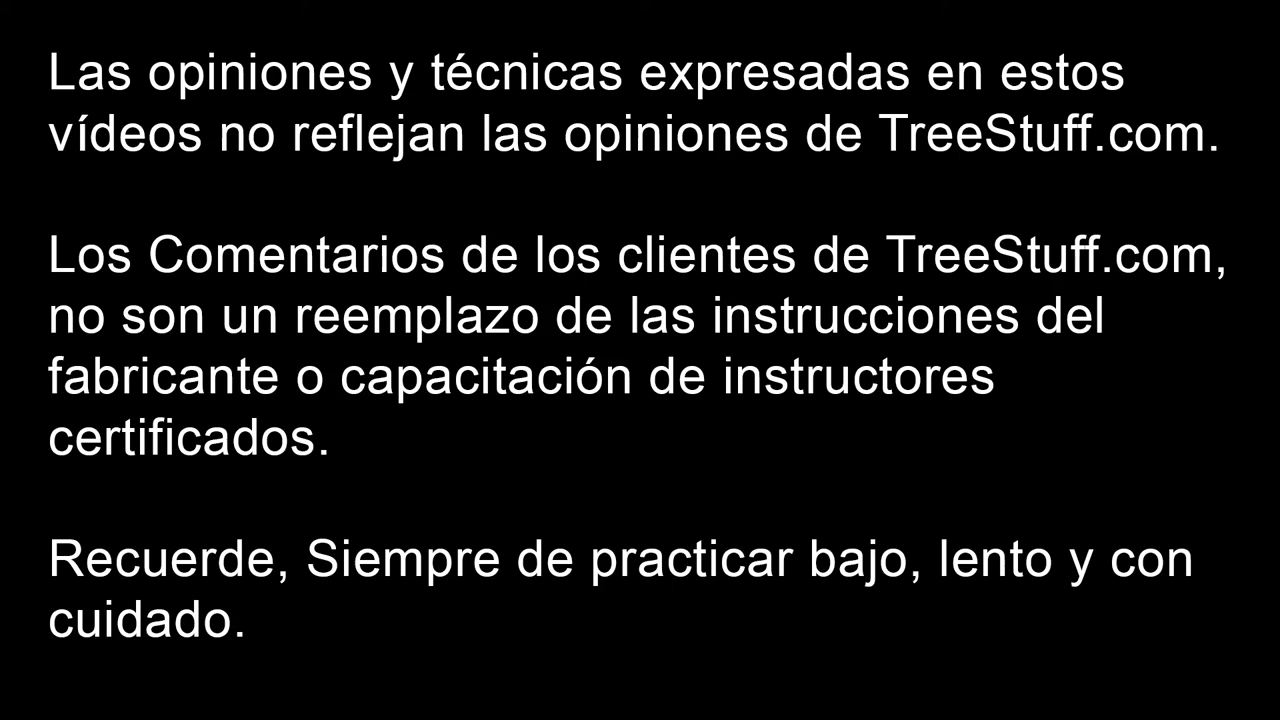 Las opiniones y técnicas expresadas en estos
vídeos no reflejan las opiniones de TreeStuff.com.
Los Comentarios de los clientes de TreeStuff.com,
no son un reemplazo de las instrucciones del
fabricante o capacitación de instructores
certificados.
Recuerde, Siempre de practicar bajo, lento y con
cuidado.